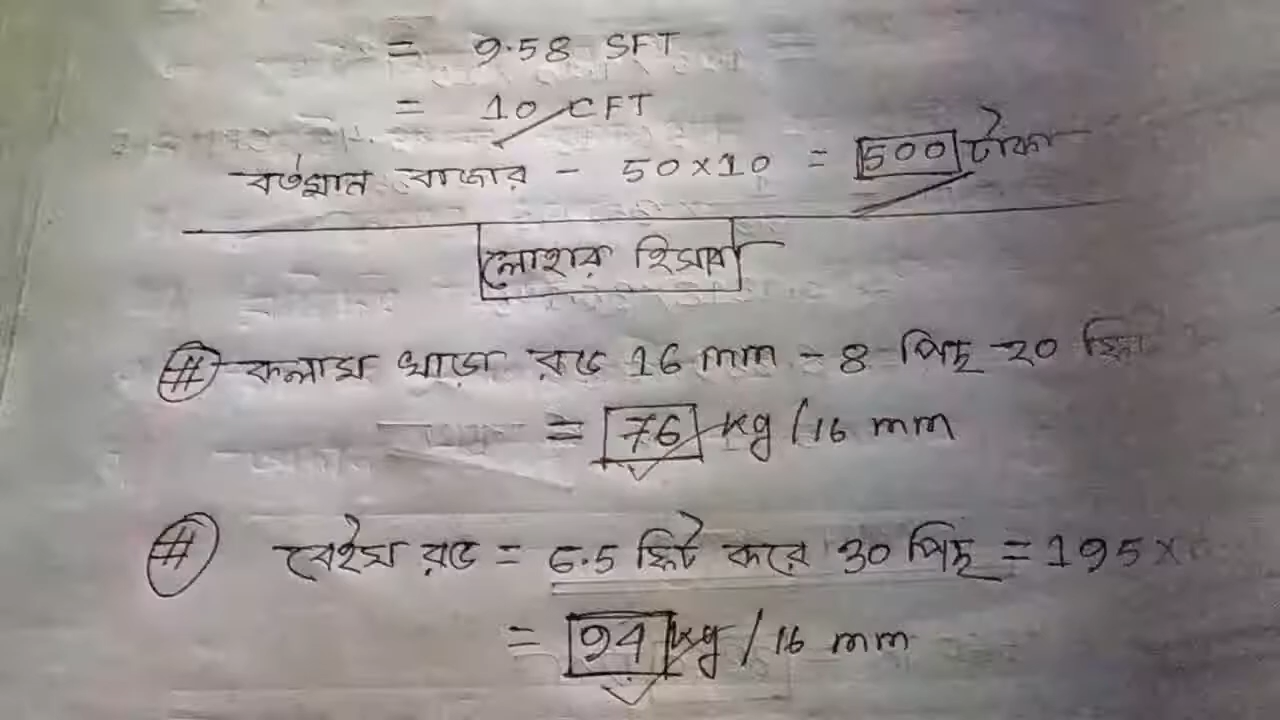 = 9.58 SFT
= 10 CFT
বর্তমান বাজার - 50×10 = 500 টাকা
লোহার হিসাব
# কলাম খাড়া রড 16 mm - 8 পিছ 20 ফিট
= 76 kg / 16 mm
# বেইস রড = 6.5 ফিট করে 30 পিছ = 195×
= 94 kg / 16 mm